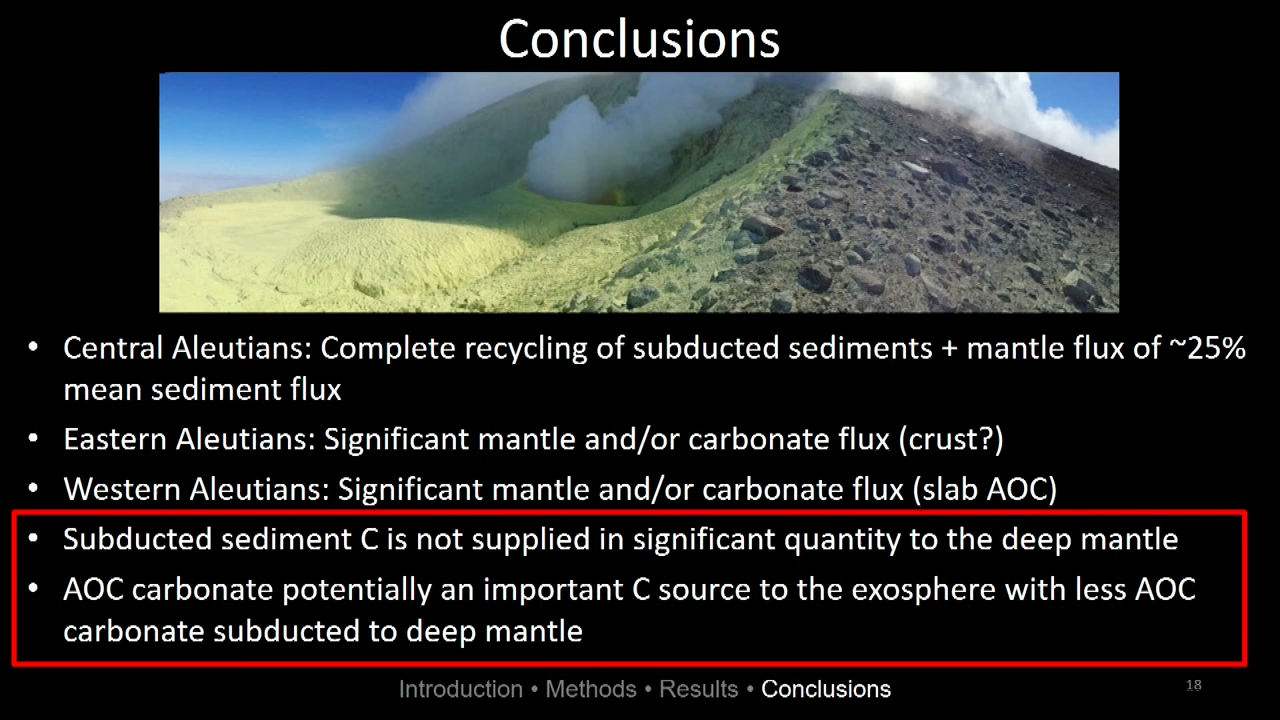 Conclusions
• Central Aleutians: Complete recycling of subducted sediments + mantle flux of ~25%
mean sediment flux
• Eastern Aleutians: Significant mantle and/or carbonate flux (crust?)
• Western Aleutians: Significant mantle and/or carbonate flux (slab AOC)
• Subducted sediment C is not supplied in significant quantity to the deep mantle
• AOC carbonate potentially an important C source to the exosphere with less AOC
carbonate subducted to deep mantle
Introduction • Methods • Results • Conclusions
18